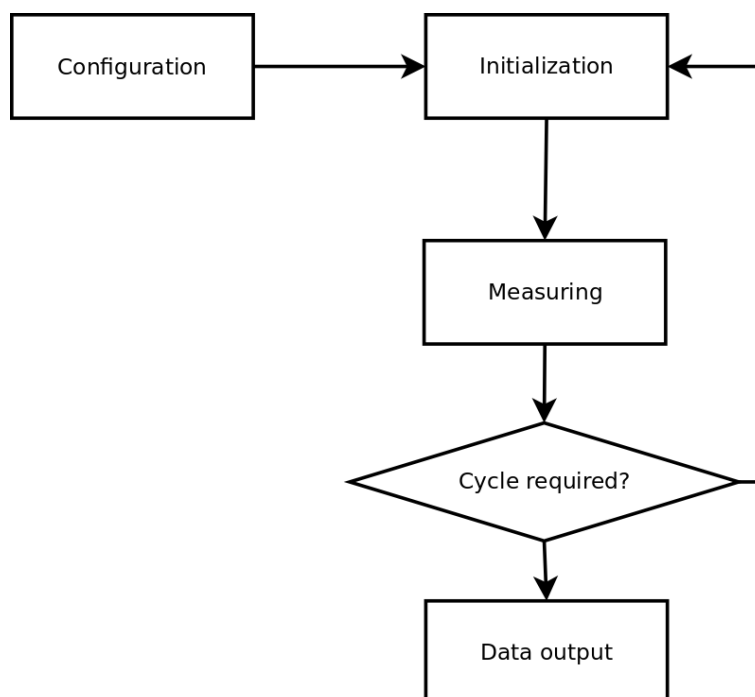 Configuration
Initialization
Measuring
Cycle required?
Data output